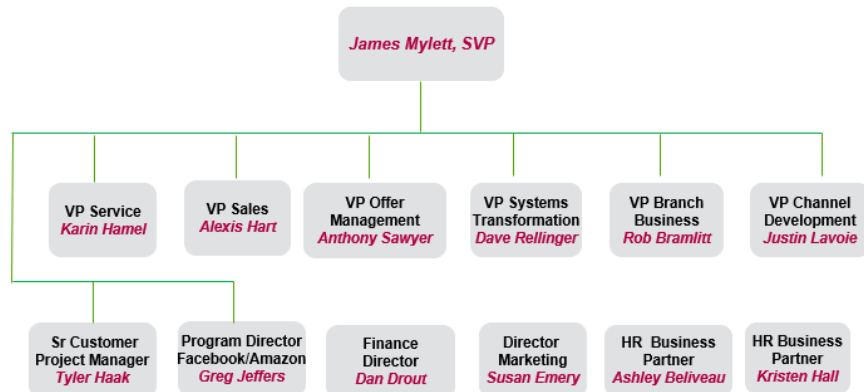 James Mylett, SVP
VP Service
Karin Hamel
VP Sales
Alexis Hart
VP Offer
Management
Anthony Sawyer
VP Systems
Transformation
Dave Rellinger
VP Branch
Business
Rob Bramlitt
VP Channel
Development
Justin Lavoie
Sr Customer
Project Manager
Tyler Haak
Program Director
Facebook/Amazon
Greg Jeffers
Finance
Director
Dan Drout
Director
Marketing
Susan Emery
HR Business
Partner
Ashley Beliveau
HR Business
Partner
Kristen Hall